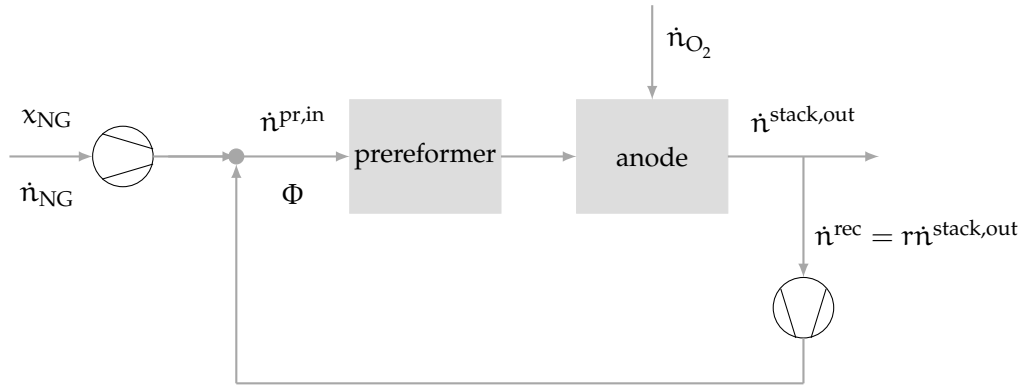 ṅ_O₂
x_NG
ṅ^pr,in
ṅ^stack,out
prereformer
anode
ṅ_NG
Φ
ṅ^rec = rṅ^stack,out